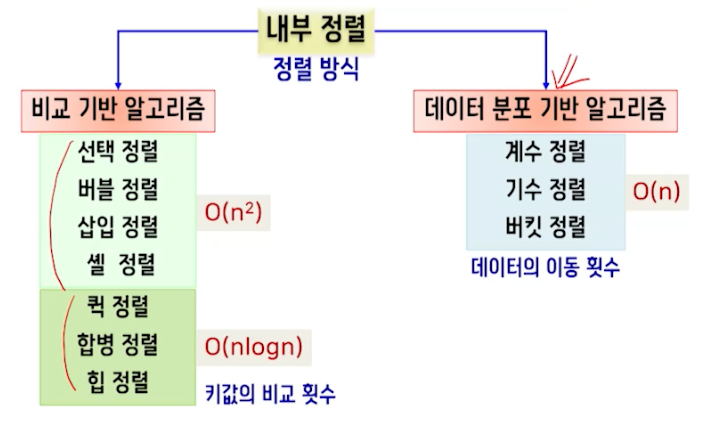 내부 정렬
정렬 방식
비교 기반 알고리즘
선택 정렬
버블 정렬
삽입 정렬
셸 정렬
O(n²)
퀵 정렬
합병 정렬
힙 정렬
O(nlogn)
키값의 비교 횟수
데이터 분포 기반 알고리즘
계수 정렬
기수 정렬
버킷 정렬
O(n)
데이터의 이동 횟수